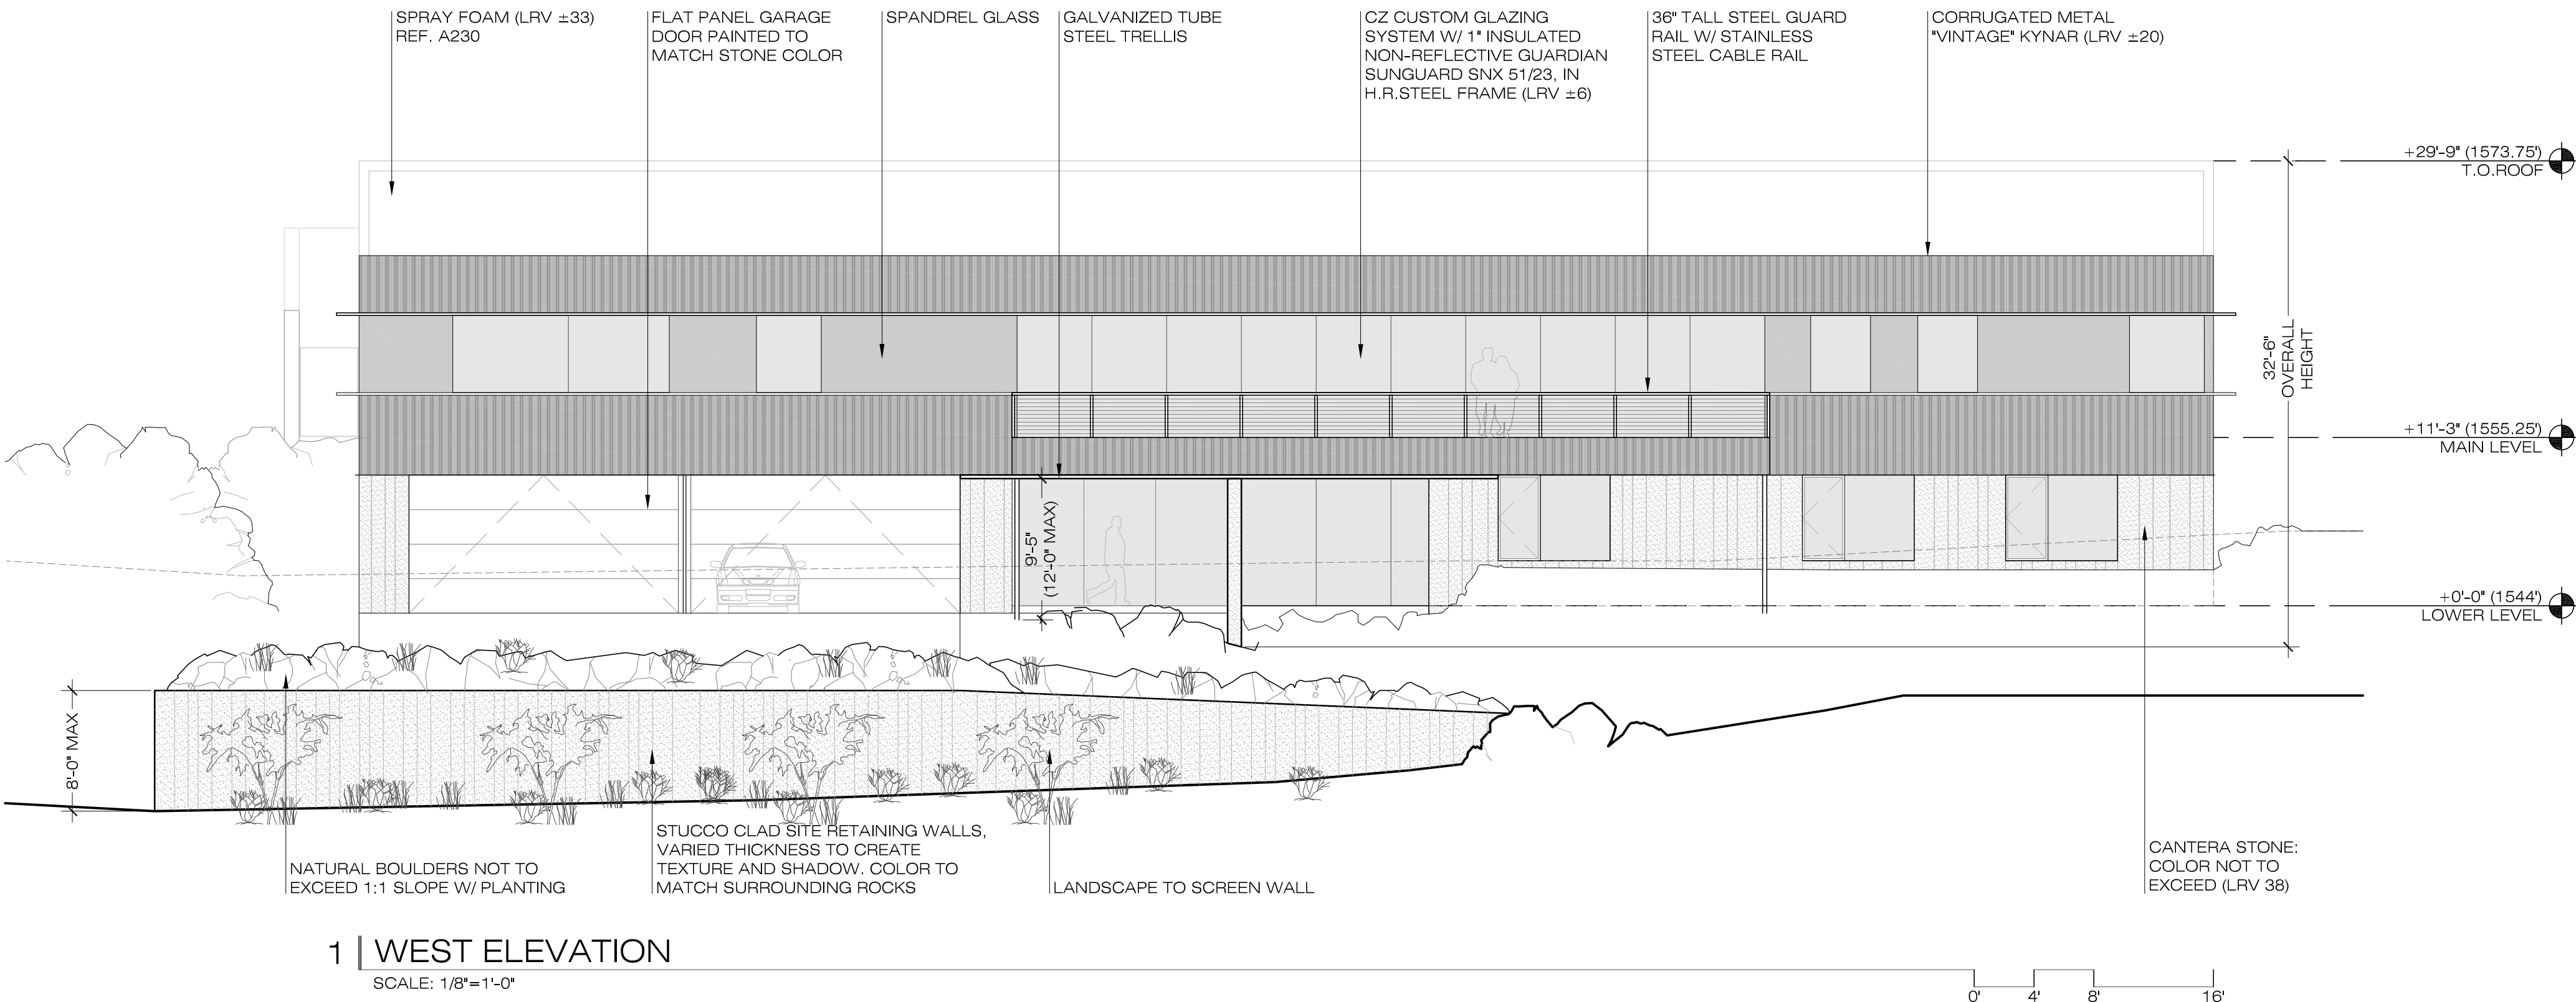 SPRAY FOAM (LRV ±33)
REF. A230
FLAT PANEL GARAGE
DOOR PAINTED TO
MATCH STONE COLOR
SPANDREL GLASS
GALVANIZED TUBE
STEEL TRELLIS
CZ CUSTOM GLAZING
SYSTEM W/ 1" INSULATED
NON-REFLECTIVE GUARDIAN
SUNGUARD SNX 51/23, IN
H.R.STEEL FRAME (LRV ±6)
36" TALL STEEL GUARD
RAIL W/ STAINLESS
STEEL CABLE RAIL
CORRUGATED METAL
"VINTAGE" KYNAR (LRV ±20)
+29'-9" (1573.75')
T.O.ROOF
32'-6"
OVERALL
HEIGHT
+11'-3" (1555.25')
MAIN LEVEL
9'-5"
(12'-0" MAX)
+0'-0" (1544')
LOWER LEVEL
8'-0" MAX
NATURAL BOULDERS NOT TO
EXCEED 1:1 SLOPE W/ PLANTING
STUCCO CLAD SITE RETAINING WALLS,
VARIED THICKNESS TO CREATE
TEXTURE AND SHADOW. COLOR TO
MATCH SURROUNDING ROCKS
LANDSCAPE TO SCREEN WALL
CANTERA STONE:
COLOR NOT TO
EXCEED (LRV 38)
1 WEST ELEVATION
SCALE: 1/8"=1'-0"
0' 4' 8' 16'